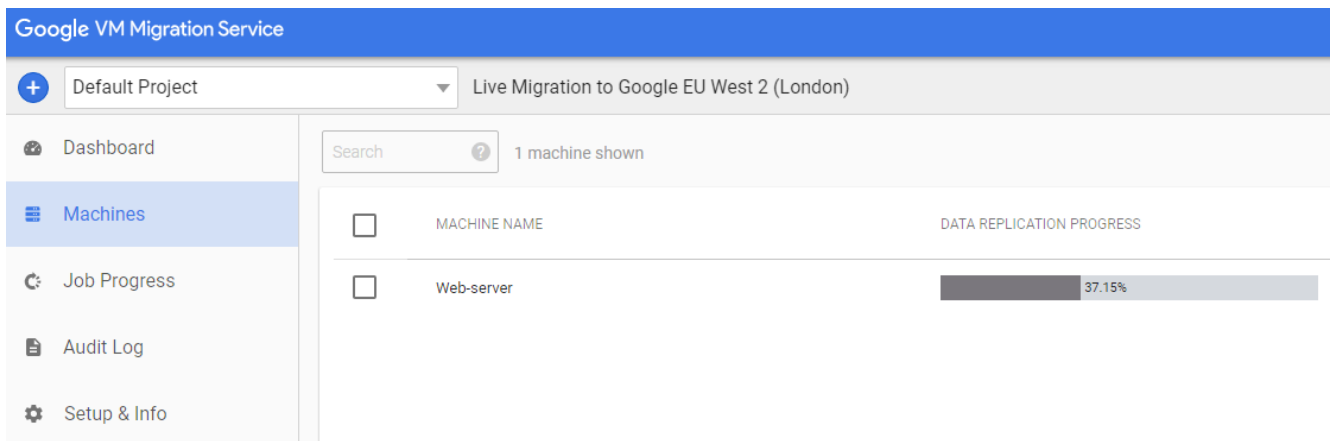 Google VM Migration Service
Default Project
Live Migration to Google EU West 2 (London)
Dashboard
Machines
Job Progress
Audit Log
Setup & Info
Search ?
1 machine shown
MACHINE NAME
DATA REPLICATION PROGRESS
Web-server
37.15%